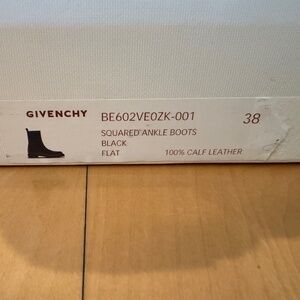 GIVENCHY BE602VE0ZK-001 38
SQUARED ANKLE BOOTS
BLACK
FLAT 100% CALF LEATHER